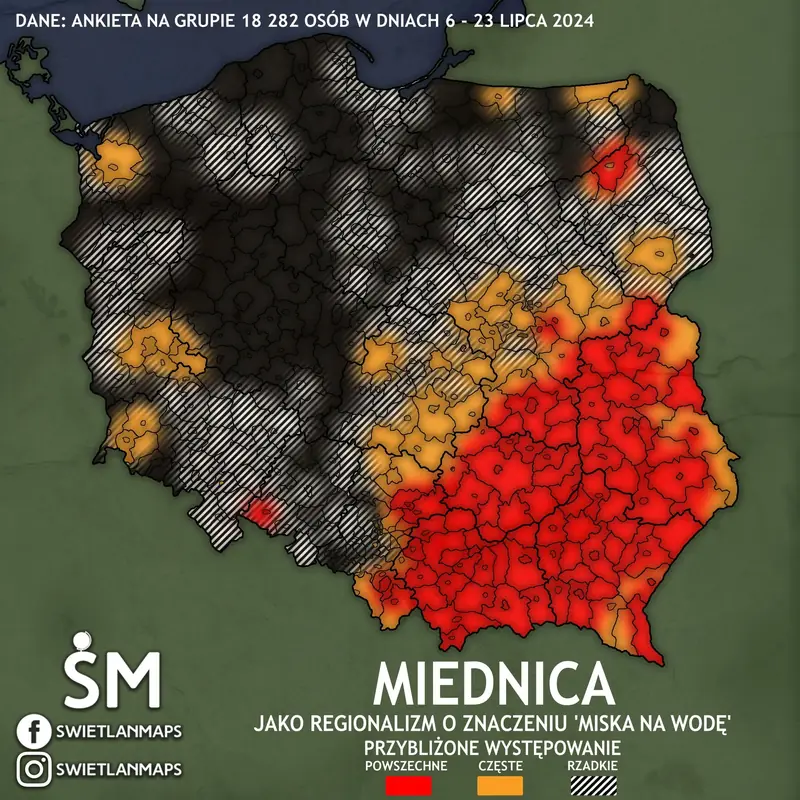 DANE: ANKIETA NA GRUPIE 18 282 OSÓB W DNIACH 6 - 23 LIPCA 2024
ŚM
SWIETLANMAPS
SWIETLANMAPS
MIEDNICA
JAKO REGIONALIZM O ZNACZENIU 'MISKA NA WODĘ'
PRZYBLIŻONE WYSTĘPOWANIE
POWSZECHNE CZĘSTE RZADKIE